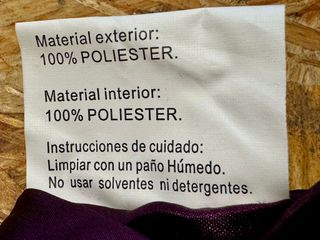 Material exterior:
100% POLIESTER.
Material interior:
100% POLIESTER.
Instrucciones de cuidado:
Limpiar con un paño Húmedo.
No usar solventes ni detergentes.